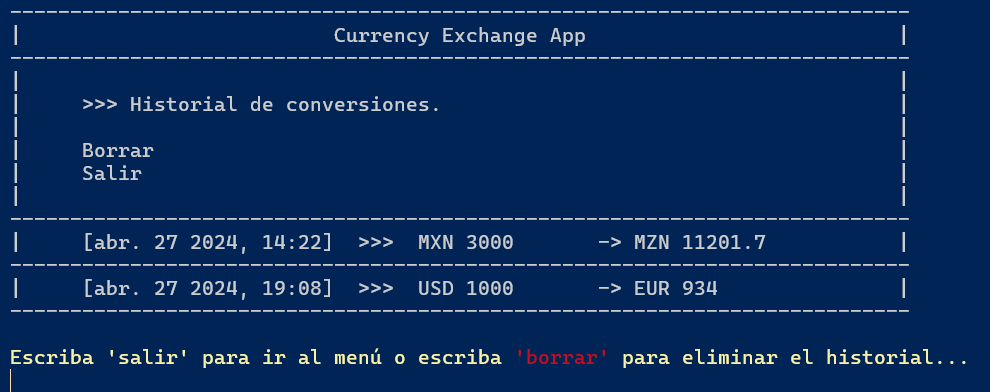 Currency Exchange App
>>> Historial de conversiones.
Borrar
Salir
[abr. 27 2024, 14:22] >>> MXN 3000 -> MZN 11201.7
[abr. 27 2024, 19:08] >>> USD 1000 -> EUR 934
Escriba 'salir' para ir al menú o escriba 'borrar' para eliminar el historial...